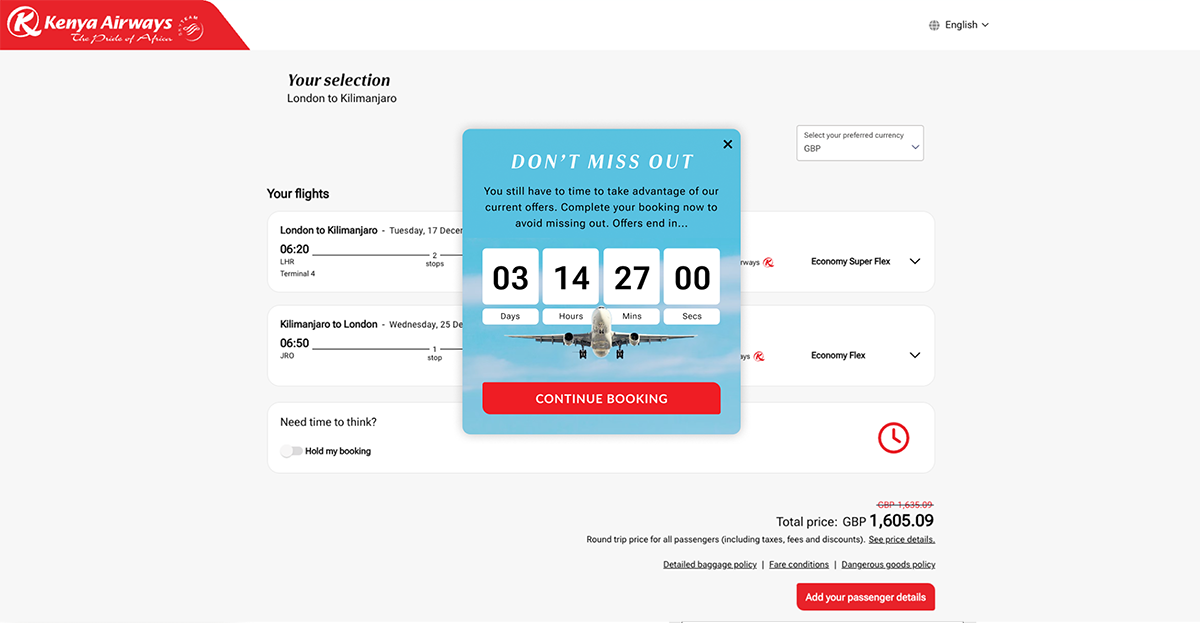 Kenya Airways
The Pride of Africa
SKYTEAM
English
Your selection
London to Kilimanjaro
Select your preferred currency
GBP
DON'T MISS OUT
You still have to time to take advantage of our
current offers. Complete your booking now to
avoid missing out. Offers end in...
03 14 27 00
Days Hours Mins Secs
CONTINUE BOOKING
Your flights
London to Kilimanjaro - Tuesday, 17 Decem
06:20
LHR
Terminal 4
2
stops
rways
Economy Super Flex
Kilimanjaro to London - Wednesday, 25 De
06:50
JRO
1
stop
ys
Economy Flex
Need time to think?
Hold my booking
GBP 1,635.09
Total price: GBP 1,605.09
Round trip price for all passengers (including taxes, fees and discounts). See price details.
Detailed baggage policy | Fare conditions | Dangerous goods policy
Add your passenger details